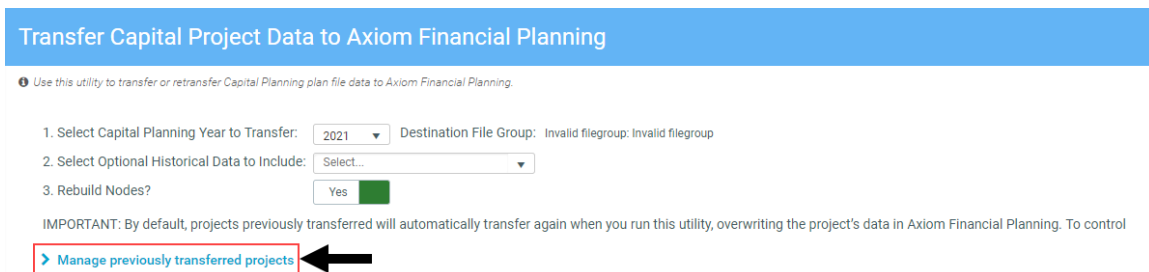 Transfer Capital Project Data to Axiom Financial Planning
Use this utility to transfer or retransfer Capital Planning plan file data to Axiom Financial Planning.
1. Select Capital Planning Year to Transfer: 2021 Destination File Group: Invalid filegroup: Invalid filegroup
2. Select Optional Historical Data to Include: Select...
3. Rebuild Nodes? Yes
IMPORTANT: By default, projects previously transferred will automatically transfer again when you run this utility, overwriting the project's data in Axiom Financial Planning. To control
Manage previously transferred projects